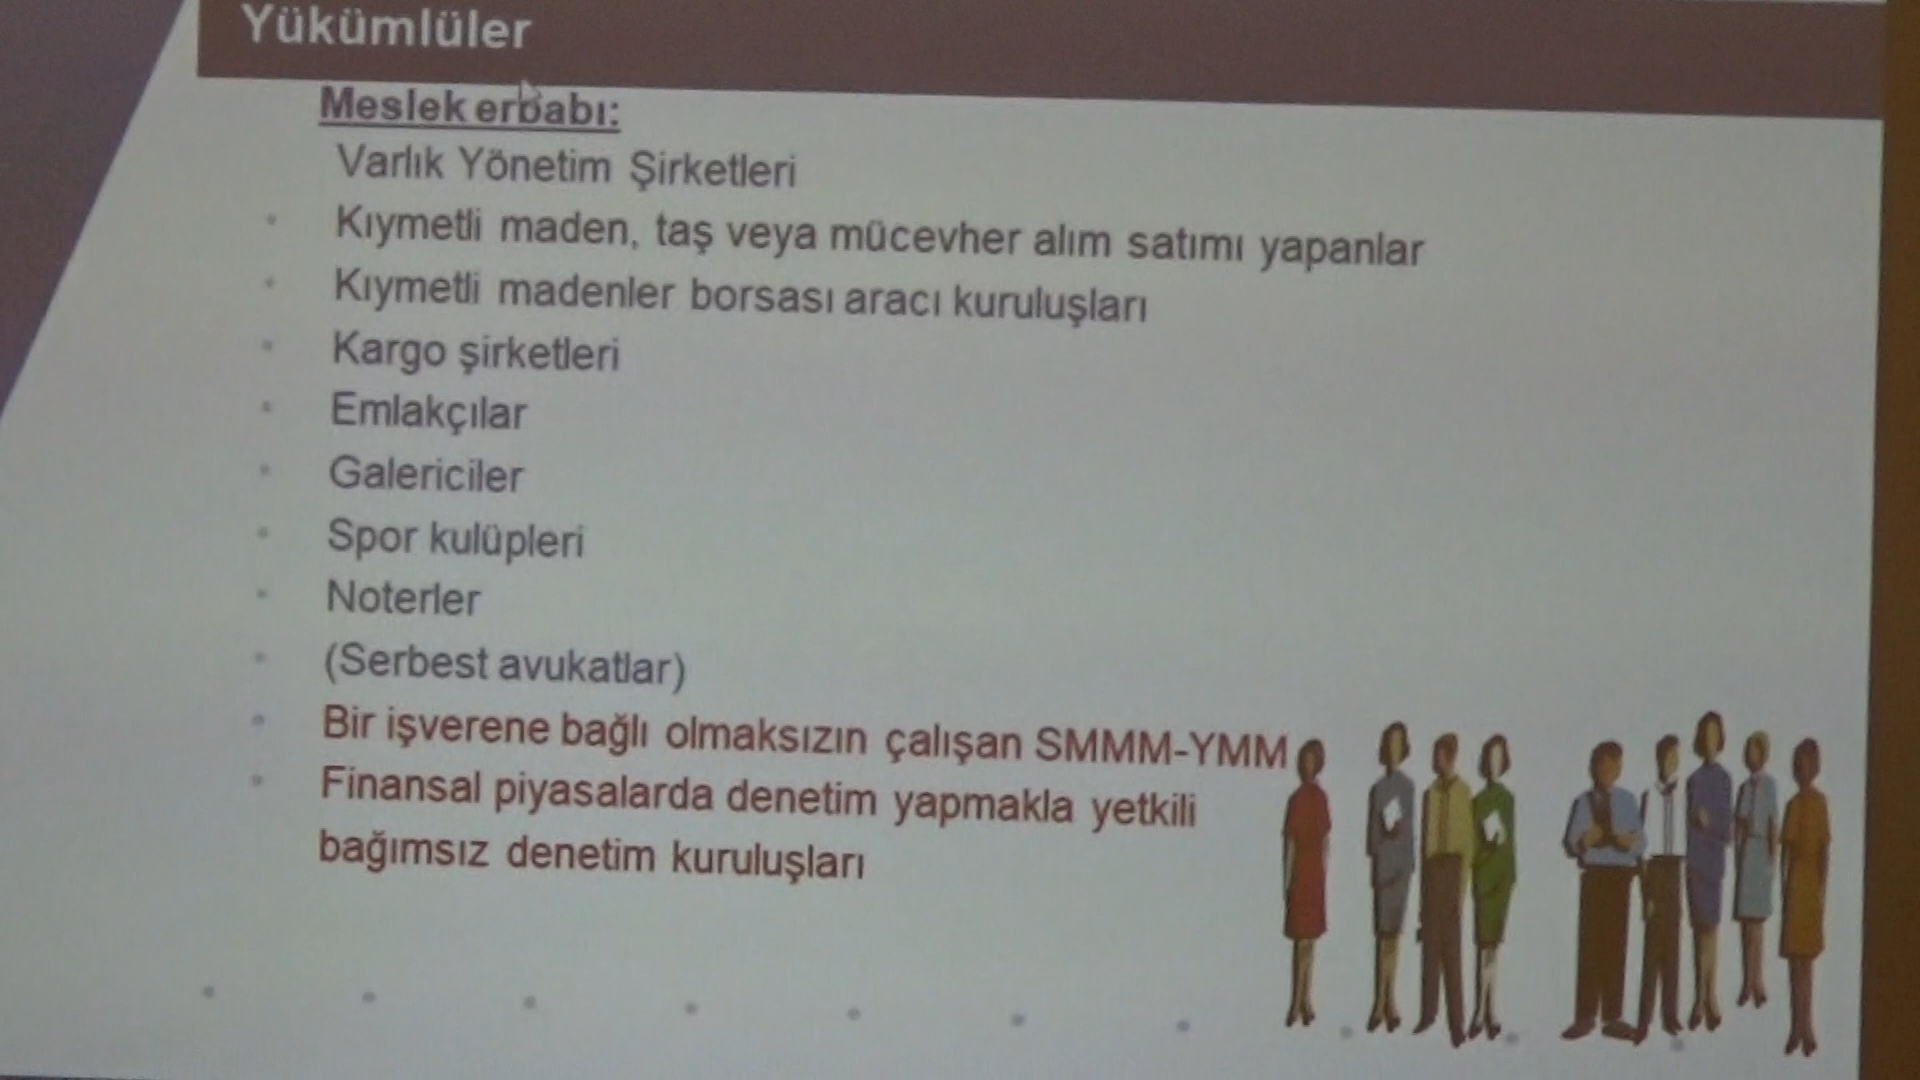 Yükümlüler
Meslek erbabı:
Varlık Yönetim Şirketleri
• Kıymetli maden, taş veya mücevher alım satımı yapanlar
• Kıymetli madenler borsası aracı kuruluşları
• Kargo şirketleri
• Emlakçılar
• Galericiler
• Spor kulüpleri
• Noterler
• (Serbest avukatlar)
• Bir işverene bağlı olmaksızın çalışan SMMM-YMM
• Finansal piyasalarda denetim yapmakla yetkili
bağımsız denetim kuruluşları